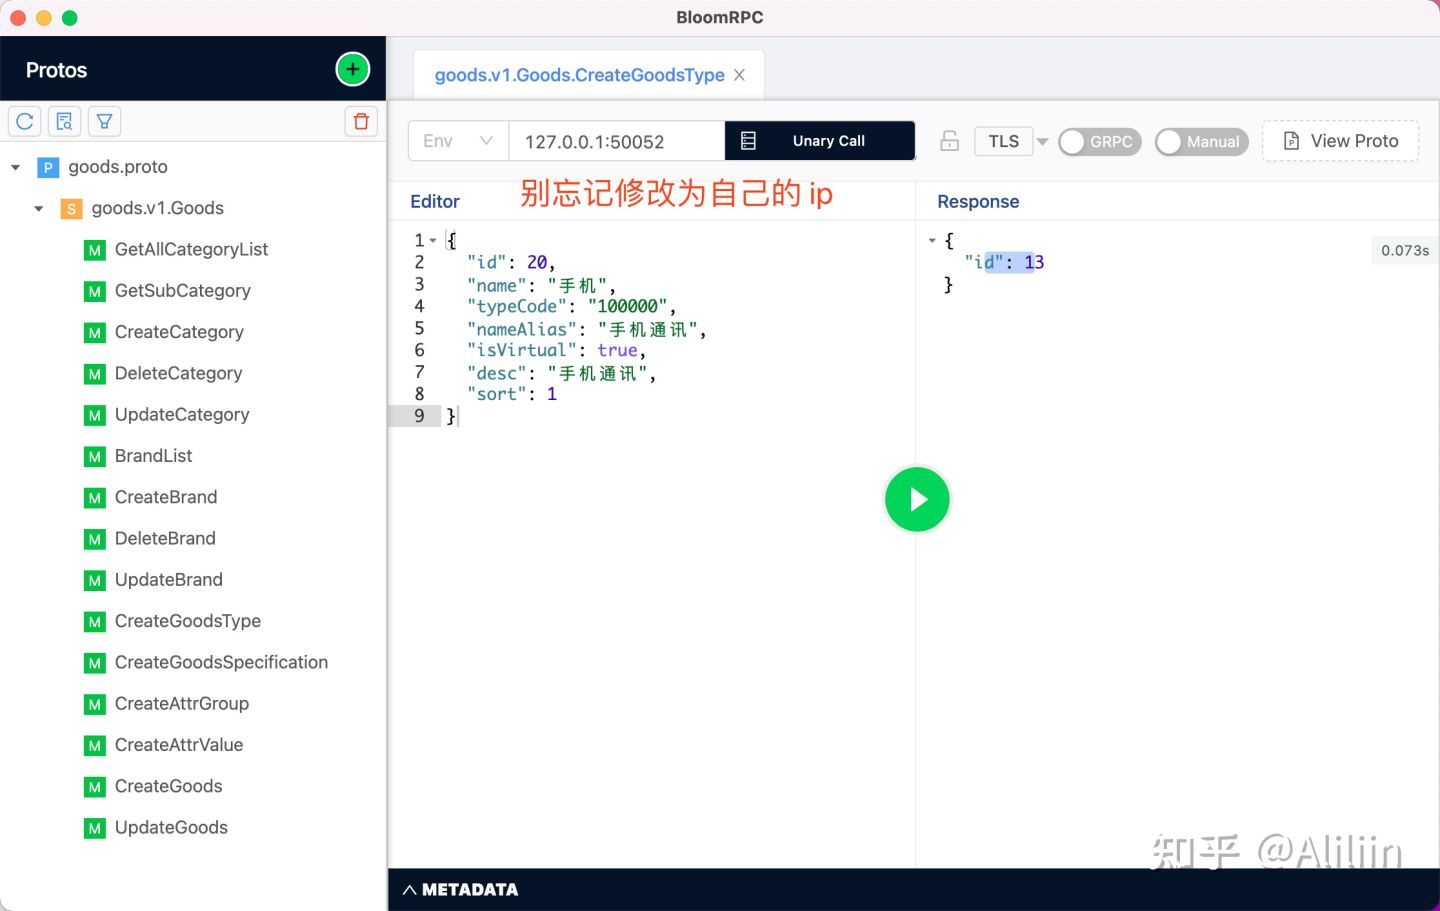 BloomRPC
Protos
goods.proto
goods.v1.Goods
GetAllCategoryList
GetSubCategory
CreateCategory
DeleteCategory
UpdateCategory
BrandList
CreateBrand
DeleteBrand
UpdateBrand
CreateGoodsType
CreateGoodsSpecification
CreateAttrGroup
CreateAttrValue
CreateGoods
UpdateGoods
goods.v1.Goods.CreateGoodsType
Env 127.0.0.1:50052 Unary Call TLS GRPC Manual View Proto
别忘记修改为自己的 ip
Editor
1 {
2 "id": 20,
3 "name": "手机",
4 "typeCode": "100000",
5 "nameAlias": "手机通讯",
6 "isVirtual": true,
7 "desc": "手机通讯",
8 "sort": 1
9 }
Response
{
"id": 13
}
0.073s
METADATA
知乎 @Aliliin